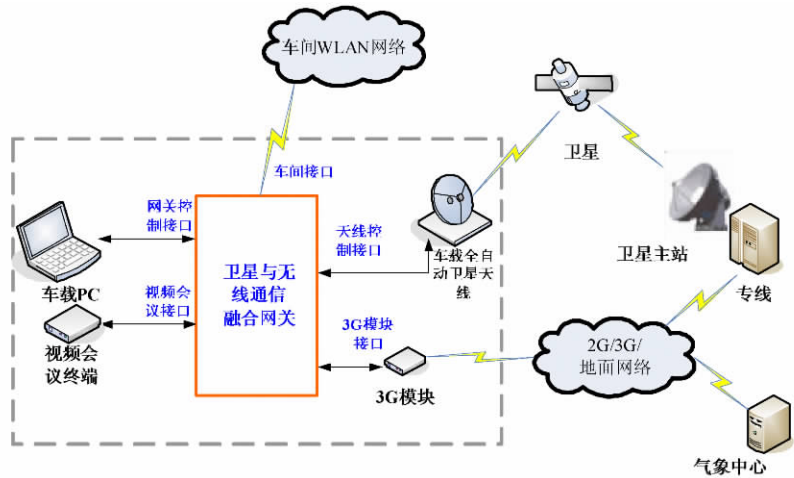 车间WLAN网络
卫星
车间接口
网关控
制接口
天线控
制接口
车载全自
动卫星天
线
卫星主站
专线
车载PC
视频会
议接口
卫星与无
线通信
融合网关
视频会
议终端
3G模块
接口
3G模块
2G/3G/
地面网络
气象中心